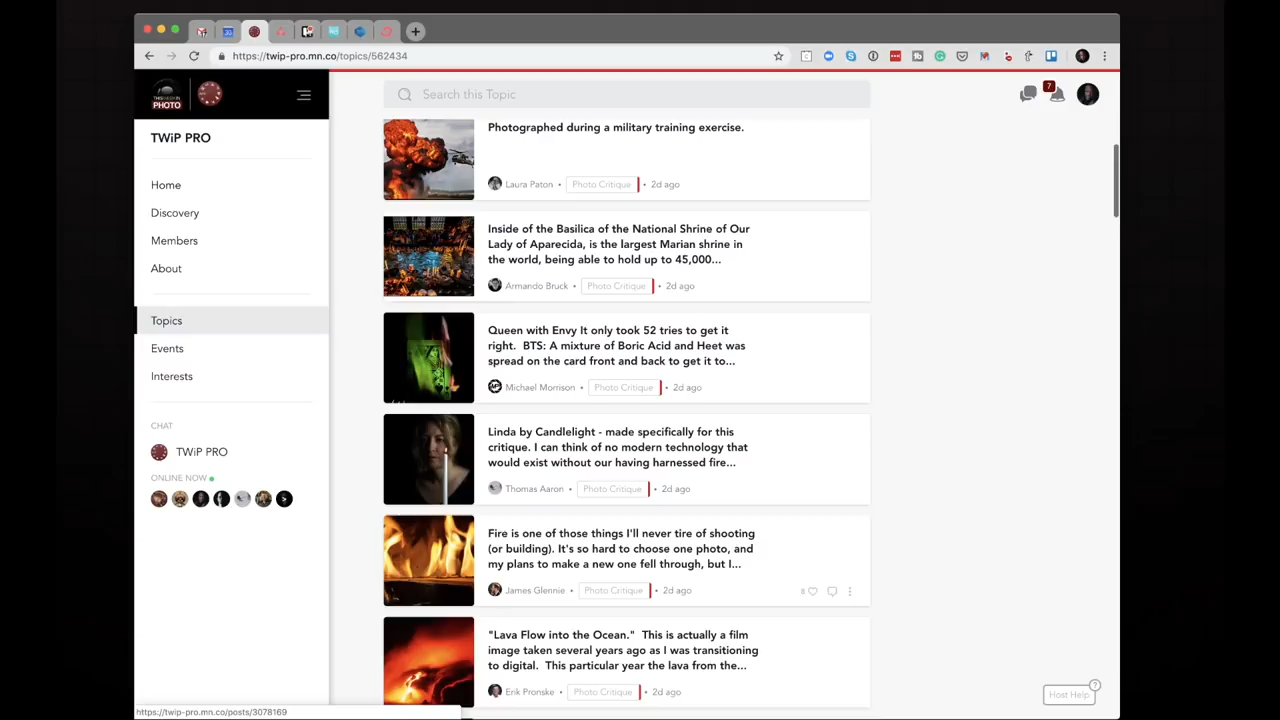 https://twip-pro.mn.co/topics/562434
THIS WEEK IN
PHOTO
Search this Topic
7
TWiP PRO
Home
Discovery
Members
About
Topics
Events
Interests
CHAT
TWiP PRO
ONLINE NOW
Photographed during a military training exercise.
Laura Paton • Photo Critique • 2d ago
Inside of the Basilica of the National Shrine of Our
Lady of Aparecida, is the largest Marian shrine in
the world, being able to hold up to 45,000...
Armando Bruck • Photo Critique • 2d ago
Queen with Envy It only took 52 tries to get it
right. BTS: A mixture of Boric Acid and Heet was
spread on the card front and back to get it to...
Michael Morrison • Photo Critique • 2d ago
Linda by Candlelight - made specifically for this
critique. I can think of no modern technology that
would exist without our having harnessed fire...
Thomas Aaron • Photo Critique • 2d ago
Fire is one of those things I'll never tire of shooting
(or building). It's so hard to choose one photo, and
my plans to make a new one fell through, but I...
James Glennie • Photo Critique • 2d ago
8
"Lava Flow into the Ocean." This is actually a film
image taken several years ago as I was transitioning
to digital. This particular year the lava from the...
Erik Pronske • Photo Critique • 2d ago
Host Help
?
https://twip-pro.mn.co/posts/3078169